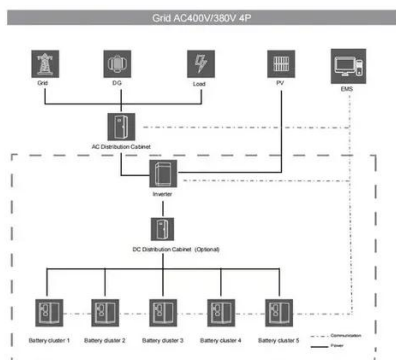 Grid AC400V/380V 4P
Grid
DG
Load
PV
EMS
AC Distribution Cabinet
Inverter
DC Distribution Cabinet (Optional)
Battery cluster 1
Battery cluster 2
Battery cluster 3
Battery cluster 4
Battery cluster 5
Communication
Power